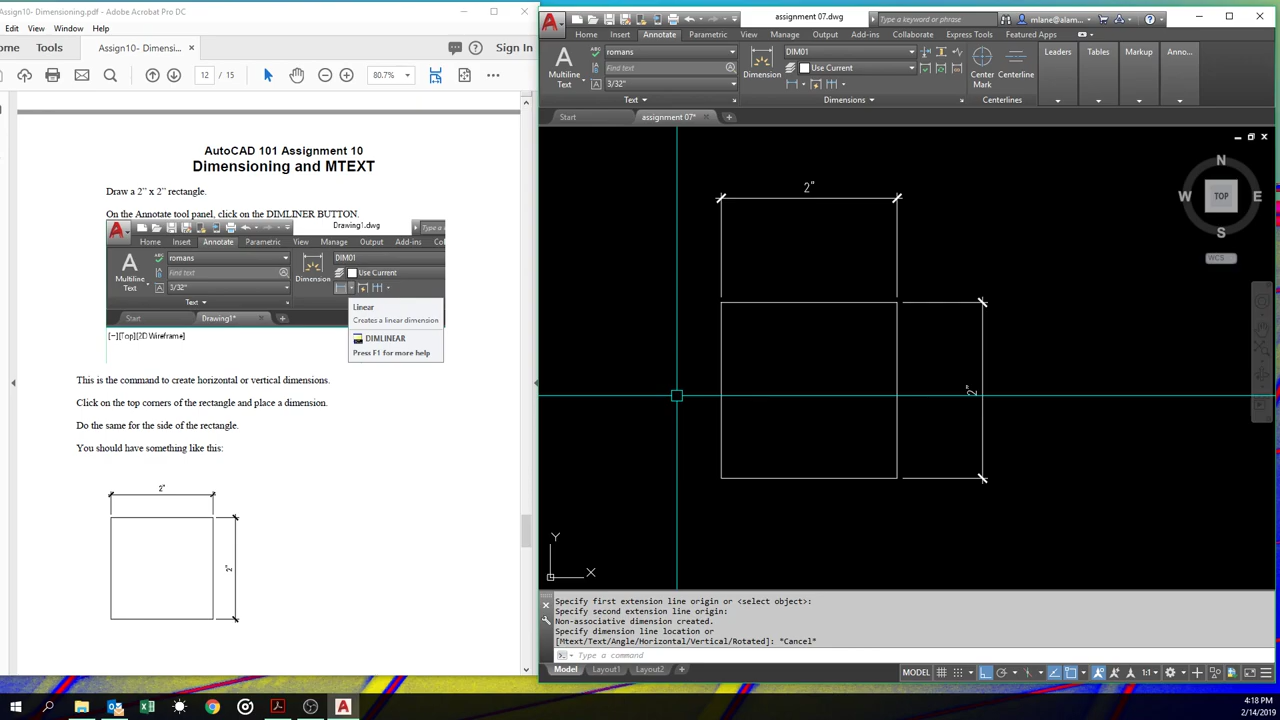 Assign10- Dimensioning.pdf - Adobe Acrobat Pro DC
Edit View Window Help
Tools
Assign10- Dimensi...
Sign In
12 / 15
80.7%
AutoCAD 101 Assignment 10
Dimensioning and MTEXT
Draw a 2" x 2" rectangle.
On the Annotate tool panel, click on the DIMLINER BUTTON.
Drawing1.dwg
Home Insert Annotate Parametric View Manage Output Add-ins
romans
DIM01
Find text
Use Current
Multiline
Text
Dimension
3/32"
Text
Linear
Creates a linear dimension
Start
Drawing1*
[−][Top][2D Wireframe]
DIMLINEAR
Press F1 for more help
This is the command to create horizontal or vertical dimensions.
Click on the top corners of the rectangle and place a dimension.
Do the same for the side of the rectangle.
You should have something like this:
2"
2"
assignment 07.dwg
Type a keyword or phrase
mlane@alam...
Home Insert Annotate Parametric View Manage Output Add-ins Collaborate Express Tools Featured Apps
Multiline
Text
romans
Find text
3/32"
Text
Dimension
DIM01
Use Current
Dimensions
Center
Mark
Centerline
Centerlines
Leaders
Tables
Markup
Anno...
Start
assignment 07*
2"
2"
N
W
TOP
E
S
WCS
Y
X
Specify first extension line origin or <select object>:
Specify second extension line origin:
Non-associative dimension created.
Specify dimension line location or
[Mtext/Text/Angle/Horizontal/Vertical/Rotated]: *Cancel*
Type a command
Model Layout1 Layout2
MODEL
1:1
4:18 PM
2/14/2019